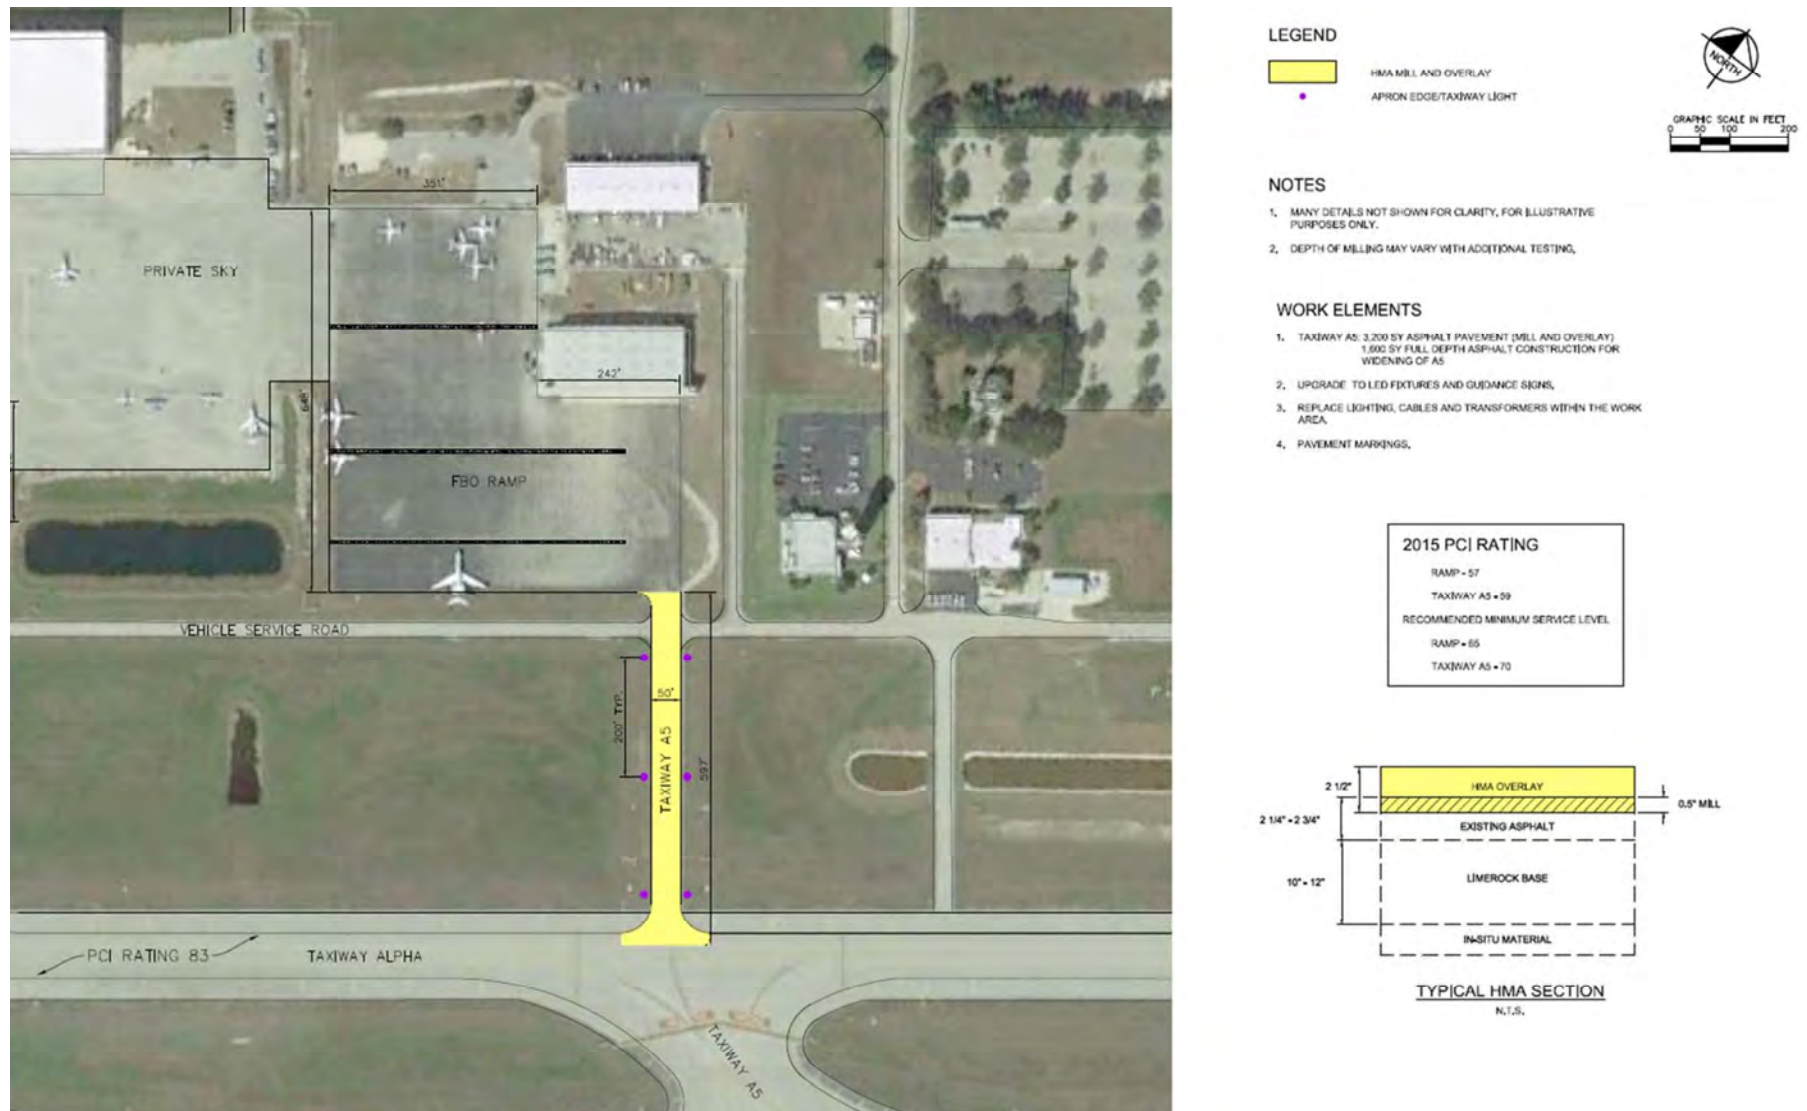 351'
PRIVATE SKY
648'
242'
FBO RAMP
VEHICLE SERVICE ROAD
200' TYP.
50'
TAXIWAY A5
597'
PCI RATING 83
TAXIWAY ALPHA
TAXIWAY A5
LEGEND
HMA MILL AND OVERLAY
APRON EDGE/TAXIWAY LIGHT
NORTH
GRAPHIC SCALE IN FEET
0 50 100 200
NOTES
1. MANY DETAILS NOT SHOWN FOR CLARITY, FOR ILLUSTRATIVE
PURPOSES ONLY.
2. DEPTH OF MILLING MAY VARY WITH ADDITIONAL TESTING.
WORK ELEMENTS
1. TAXIWAY A5: 3,200 SY ASPHALT PAVEMENT (MILL AND OVERLAY)
1,600 SY FULL DEPTH ASPHALT CONSTRUCTION FOR
WIDENING OF A5
2. UPGRADE TO LED FIXTURES AND GUIDANCE SIGNS.
3. REPLACE LIGHTING, CABLES AND TRANSFORMERS WITHIN THE WORK
AREA.
4. PAVEMENT MARKINGS.
2015 PCI RATING
RAMP - 57
TAXIWAY A5 - 59
RECOMMENDED MINIMUM SERVICE LEVEL
RAMP - 65
TAXIWAY A5 - 70
2 1/2"
HMA OVERLAY
0.5" MILL
2 1/4" - 2 3/4"
EXISTING ASPHALT
10" - 12"
LIMEROCK BASE
IN-SITU MATERIAL
TYPICAL HMA SECTION
N.T.S.